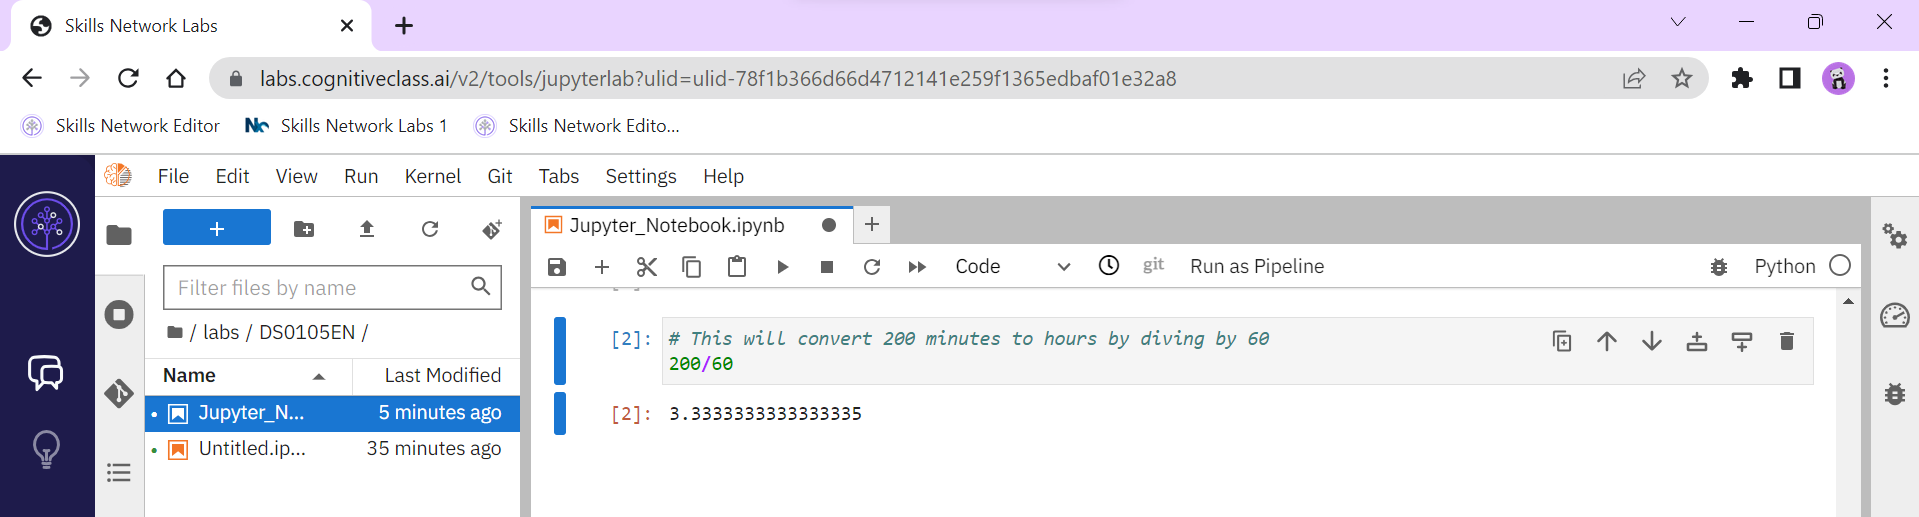 Skills Network Labs
labs.cognitiveclass.ai/v2/tools/jupyterlab?ulid=ulid-78f1b366d66d4712141e259f1365edbaf01e32a8
Skills Network Editor Skills Network Labs 1 Skills Network Edito...
File Edit View Run Kernel Git Tabs Settings Help
Jupyter_Notebook.ipynb
Code git Run as Pipeline Python
Filter files by name
/ labs / DS0105EN /
Name Last Modified
Jupyter_N... 5 minutes ago
Untitled.ip... 35 minutes ago
[2]: # This will convert 200 minutes to hours by diving by 60
200/60
[2]: 3.3333333333333335